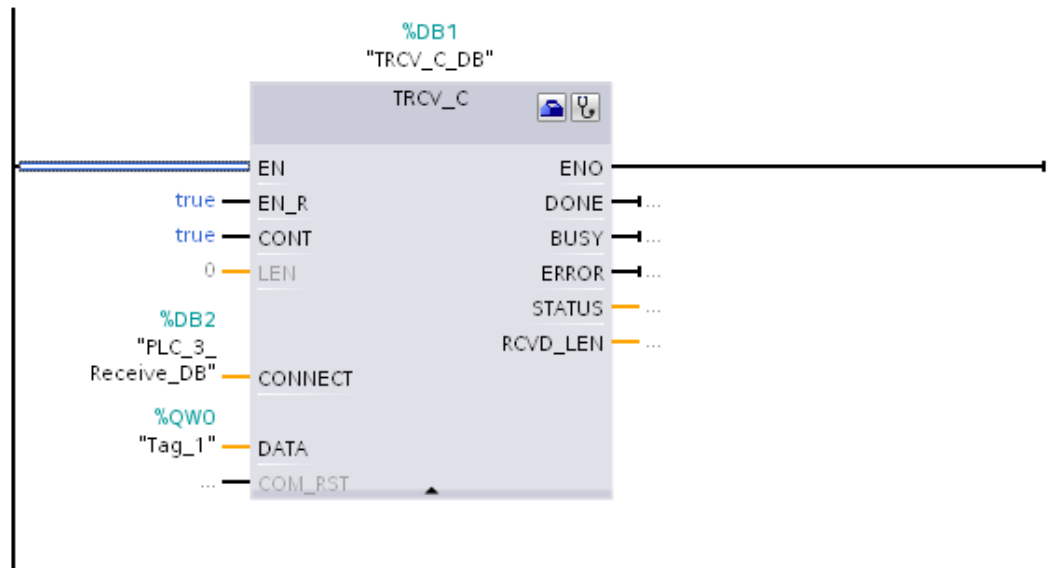 %DB1
"TRCV_C_DB"
TRCV_C
EN ENO
true EN_R DONE ...
true CONT BUSY ...
0 LEN ERROR ...
STATUS ...
%DB2
"PLC_3_
Receive_DB" CONNECT
RCVD_LEN ...
%QW0
"Tag_1" DATA
... COM_RST